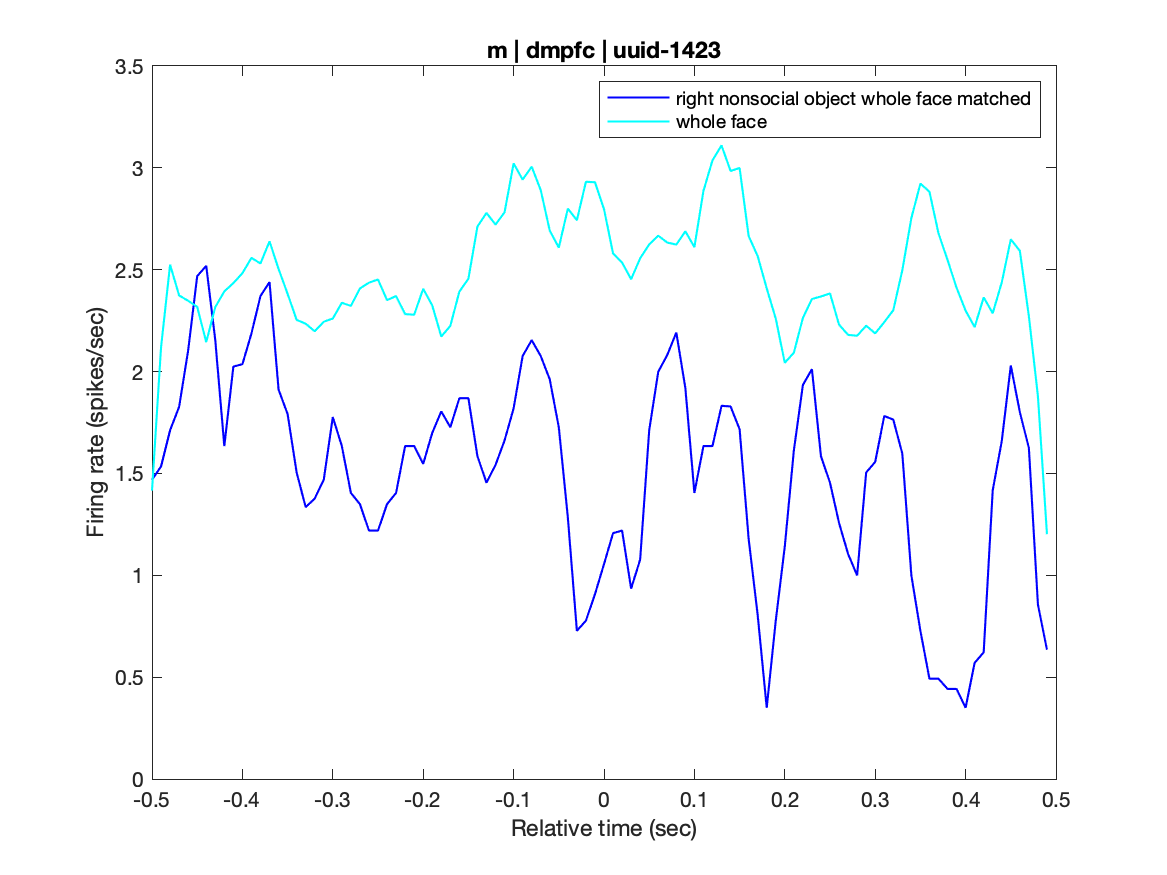 m | dmpfc | uuid-1423
right nonsocial object whole face matched
whole face
3.5
3
2.5
2
1.5
1
0.5
0
Firing rate (spikes/sec)
-0.5 -0.4 -0.3 -0.2 -0.1 0 0.1 0.2 0.3 0.4 0.5
Relative time (sec)